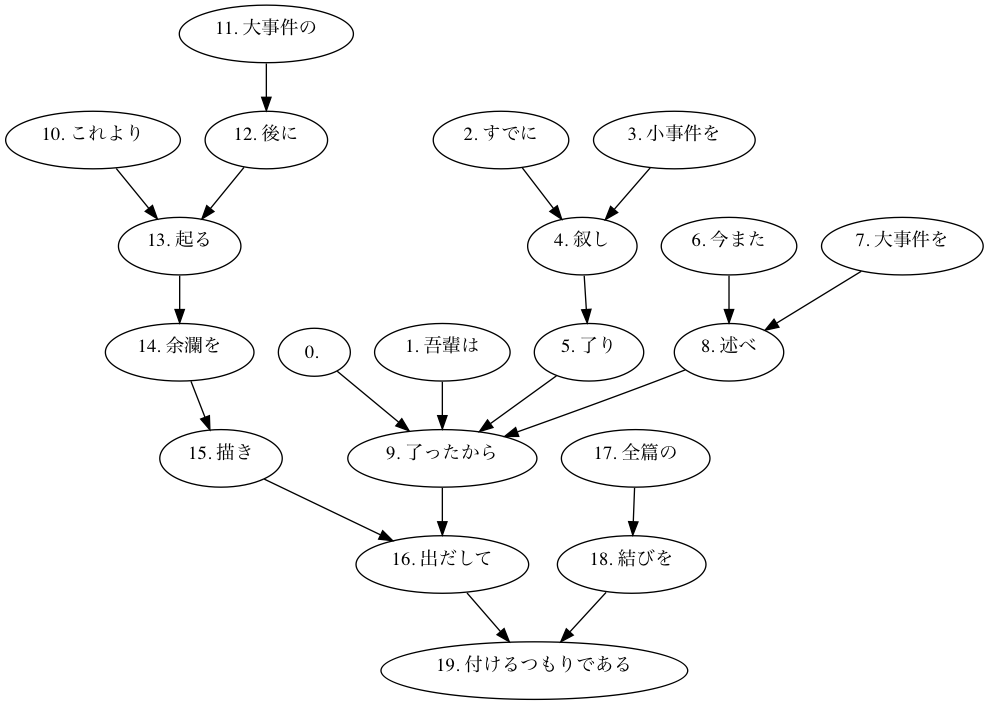 11. 大事件の
10. これより
12. 後に
2. すでに
3. 小事件を
13. 起る
4. 叙し
6. 今また
7. 大事件を
14. 余瀾を
0.
1. 吾輩は
5. 了り
8. 述べ
15. 描き
9. 了ったから
17. 全篇の
16. 出だして
18. 結びを
19. 付けるつもりである